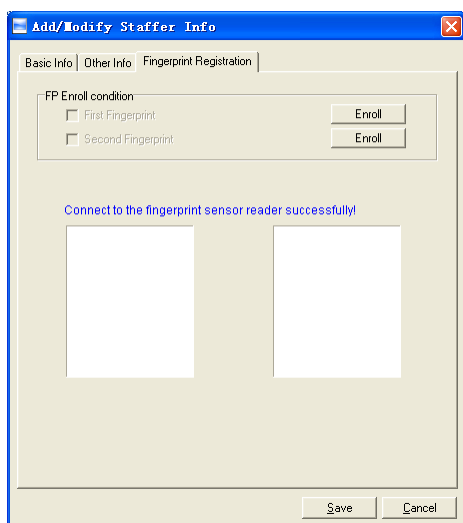 Add/Modify Staffer Info
Basic Info Other Info Fingerprint Registration
FP Enroll condition
First Fingerprint Enroll
Second Fingerprint Enroll
Connect to the fingerprint sensor reader successfully!
Save Cancel